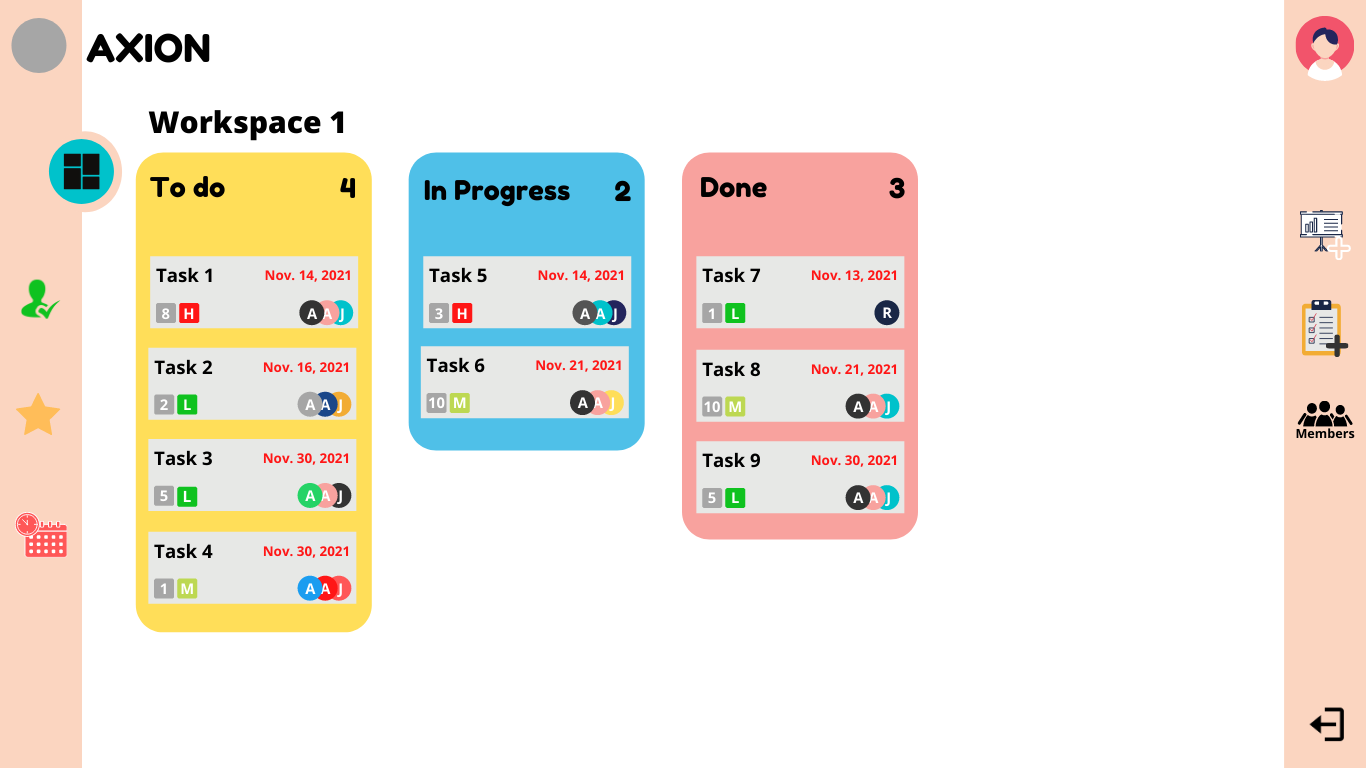 AXION
Workspace 1
To do 4
Task 1 Nov. 14, 2021
8 H A A J
Task 2 Nov. 16, 2021
2 L A A J
Task 3 Nov. 30, 2021
5 L A A J
Task 4 Nov. 30, 2021
1 M A A J
In Progress 2
Task 5 Nov. 14, 2021
3 H A A J
Task 6 Nov. 21, 2021
10 M A A J
Done 3
Task 7 Nov. 13, 2021
1 L R
Task 8 Nov. 21, 2021
10 M A A J
Task 9 Nov. 30, 2021
5 L A A J
Members